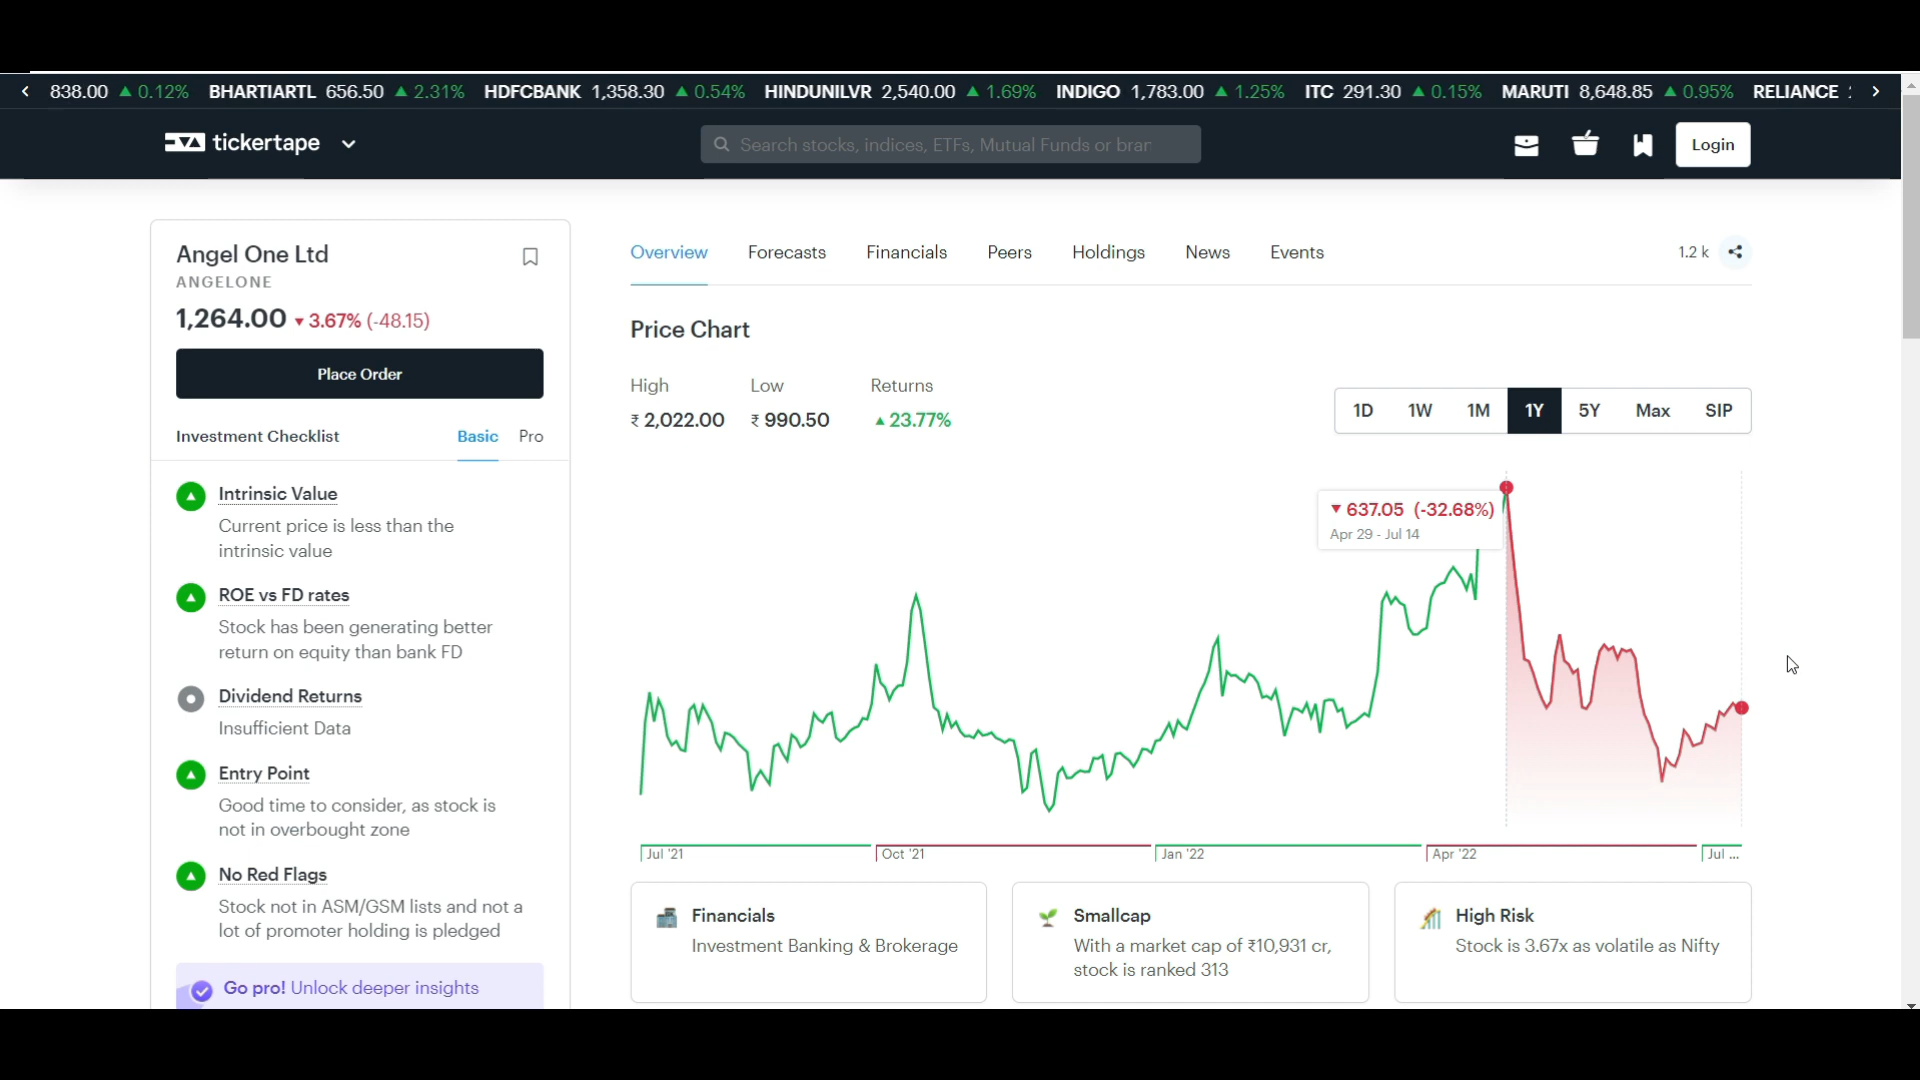 838.00 ▲ 0.12% BHARTIARTL 656.50 ▲ 2.31% HDFCBANK 1,358.30 ▲ 0.54% HINDUNILVR 2,540.00 ▲ 1.69% INDIGO 1,783.00 ▲ 1.25% ITC 291.30 ▲ 0.15% MARUTI 8,648.85 ▲ 0.95% RELIANCE
tickertape
Search stocks, indices, ETFs, Mutual Funds or brar
Login
Angel One Ltd
ANGELONE
1,264.00 ▼ 3.67% (-48.15)
Place Order
Investment Checklist Basic Pro
Intrinsic Value
Current price is less than the
intrinsic value
ROE vs FD rates
Stock has been generating better
return on equity than bank FD
Dividend Returns
Insufficient Data
Entry Point
Good time to consider, as stock is
not in overbought zone
No Red Flags
Stock not in ASM/GSM lists and not a
lot of promoter holding is pledged
Go pro! Unlock deeper insights
Overview Forecasts Financials Peers Holdings News Events 1.2 k
Price Chart
High Low Returns
₹ 2,022.00 ₹ 990.50 ▲ 23.77%
1D 1W 1M 1Y 5Y Max SIP
▼ 637.05 (-32.68%)
Apr 29 - Jul 14
Jul '21 Oct '21 Jan '22 Apr '22 Jul ...
Financials
Investment Banking & Brokerage
Smallcap
With a market cap of ₹10,931 cr,
stock is ranked 313
High Risk
Stock is 3.67x as volatile as Nifty